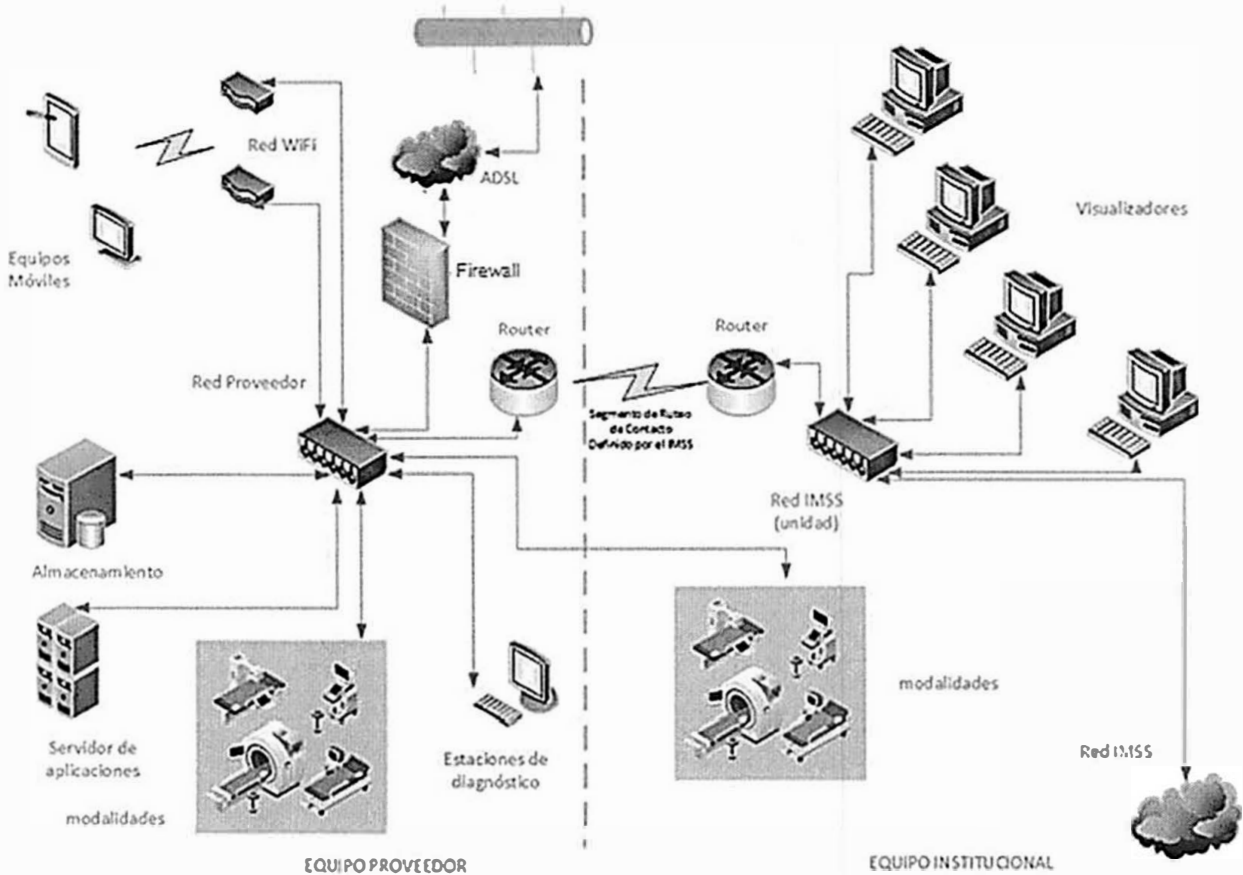 Red WiFi
ADSL
Equipos
Móviles
Firewall
Visualizadores
Router
Router
Red Proveedor
Segmento de Ruteo
de Contacto
Definido por el IMSS
Red IMSS
(unidad)
Almacenamiento
modalidades
Servidor de
aplicaciones
Estaciones de
diagnóstico
Red IMSS
modalidades
EQUIPO PROVEEDOR
EQUIPO INSTITUCIONAL